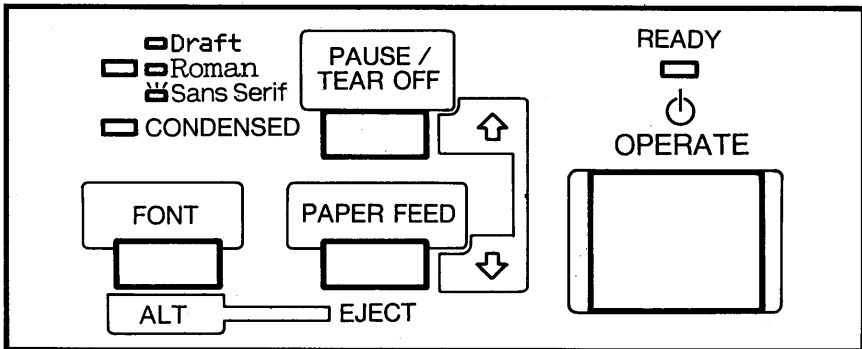 Draft
Roman
Sans Serif
CONDENSED
PAUSE /
TEAR OFF
READY
OPERATE
FONT
PAPER FEED
ALT
EJECT